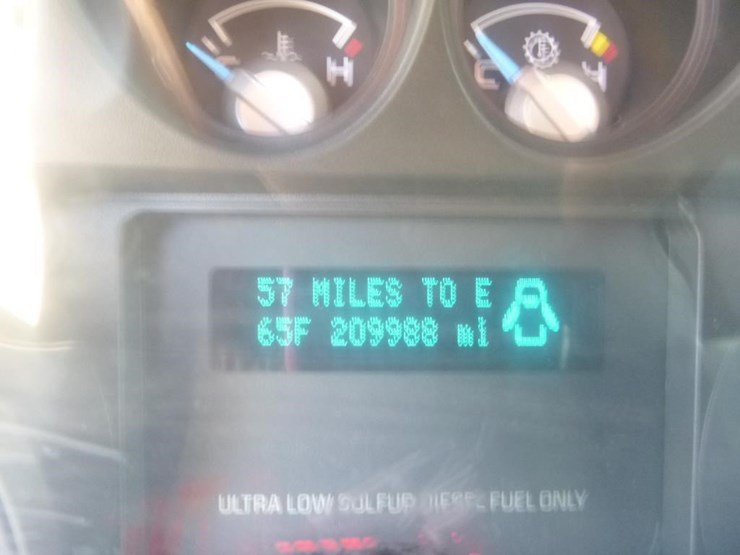 C H C H
57 MILES TO E
65F 209988 mi
ULTRA LOW SULFUR DIESEL FUEL ONLY